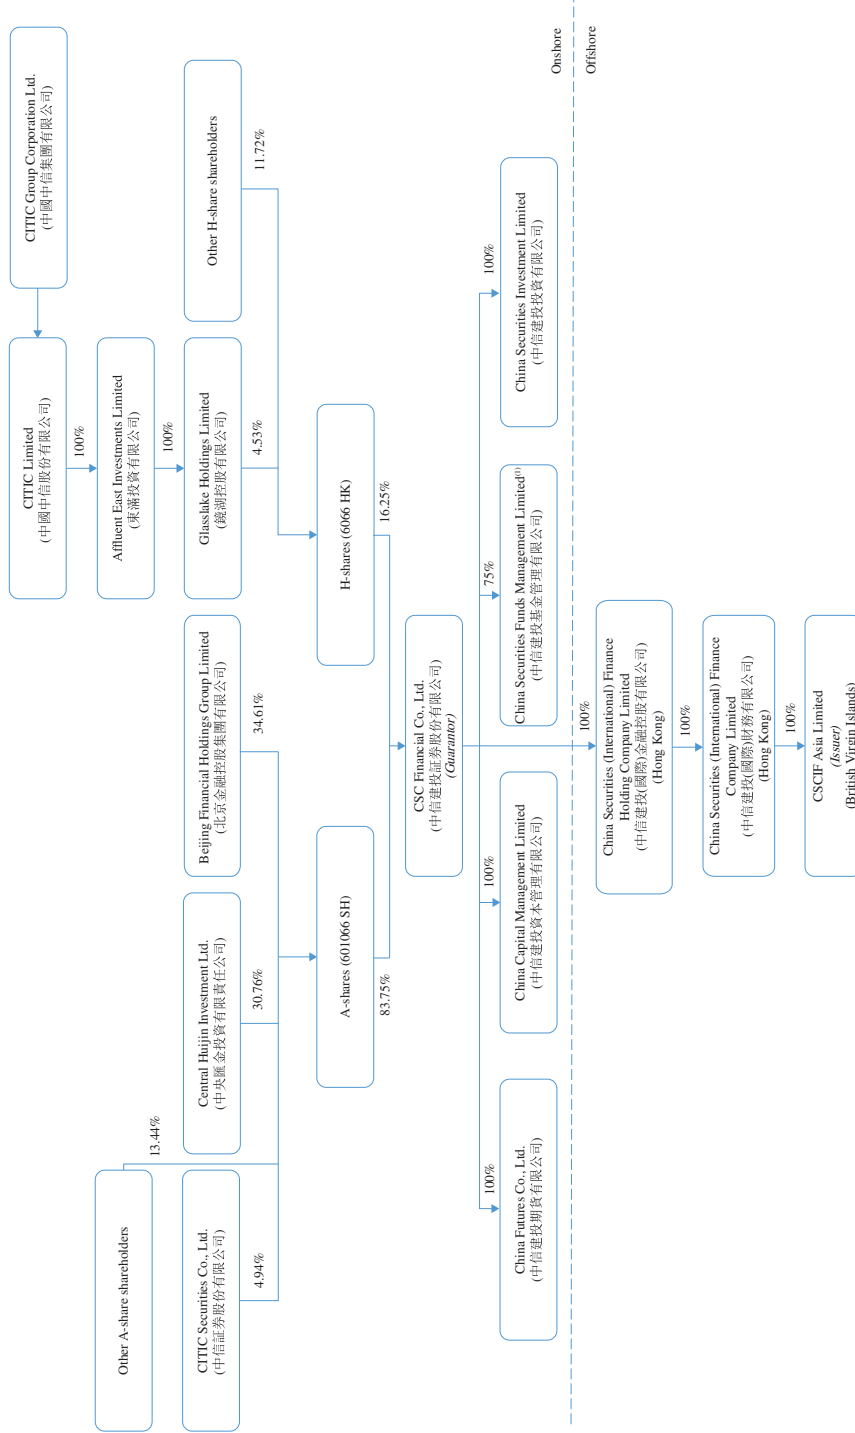 CITIC Limited
(中國中信股份有限公司)
CITIC Group Corporation Ltd.
(中國中信集團有限公司)
100%
Other A-share shareholders
Affluent East Investments Limited
(東滿投資有限公司)
13.44%
100%
CITIC Securities Co., Ltd.
(中信証券股份有限公司)
Central Huijin Investment Ltd.
(中央匯金投資有限責任公司)
Beijing Financial Holdings Group Limited
(北京金融控股集團有限公司)
Glasslake Holdings Limited
(鏡湖控股有限公司)
Other H-share shareholders
4.94%
30.76%
34.61%
4.53%
11.72%
A-shares (601066 SH)
H-shares (6066 HK)
83.75%
16.25%
CSC Financial Co., Ltd.
(中信建投証券股份有限公司)
(Guarantor)
100%
100%
75%
100%
China Futures Co., Ltd.
(中信建投期貨有限公司)
China Capital Management Limited
(中信建投資本管理有限公司)
China Securities Funds Management Limited(1)
(中信建投基金管理有限公司)
China Securities Investment Limited
(中信建投投資有限公司)
Onshore
Offshore
100%
China Securities (International) Finance
Holding Company Limited
(中信建投(國際)金融控股有限公司)
(Hong Kong)
100%
China Securities (International) Finance
Company Limited
(中信建投(國際)財務有限公司)
(Hong Kong)
100%
CSCIF Asia Limited
(Issuer)
(British Virgin Islands)